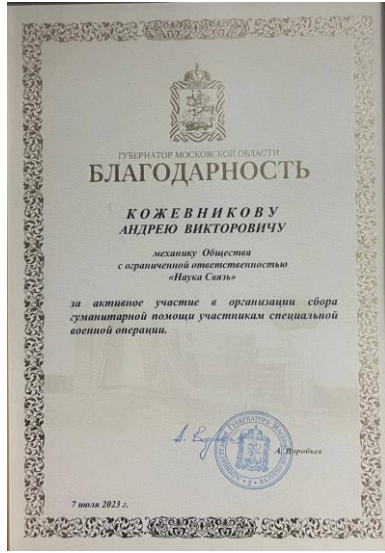 ГУБЕРНАТОР МОСКОВСКОЙ ОБЛАСТИ
БЛАГОДАРНОСТЬ
КОЖЕВНИКОВУ
АНДРЕЮ ВИКТОРОВИЧУ
механику Общества
с ограниченной ответственностью
«Наука Связь»
за активное участие в организации сбора
гуманитарной помощи участникам специальной
военной операции.
А. Воробьев
7 июля 2023 г.